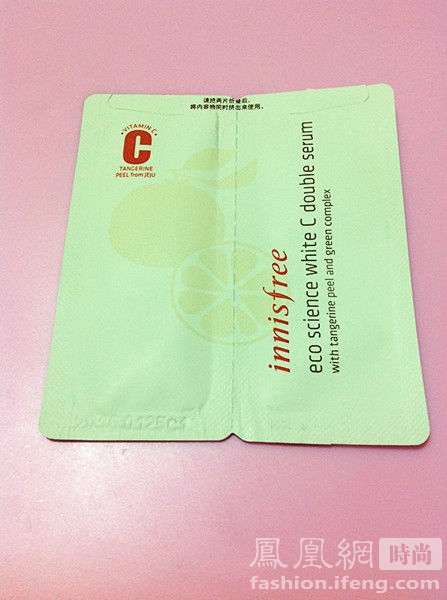 请把两片折叠后,
将内容物同时挤出来使用。
VITAMIN C
C
TANGERINE
PEEL from JEJU
innisfree
eco science white C double serum
with tangerine peel and green complex
鳳凰網 時尚
fashion.ifeng.com